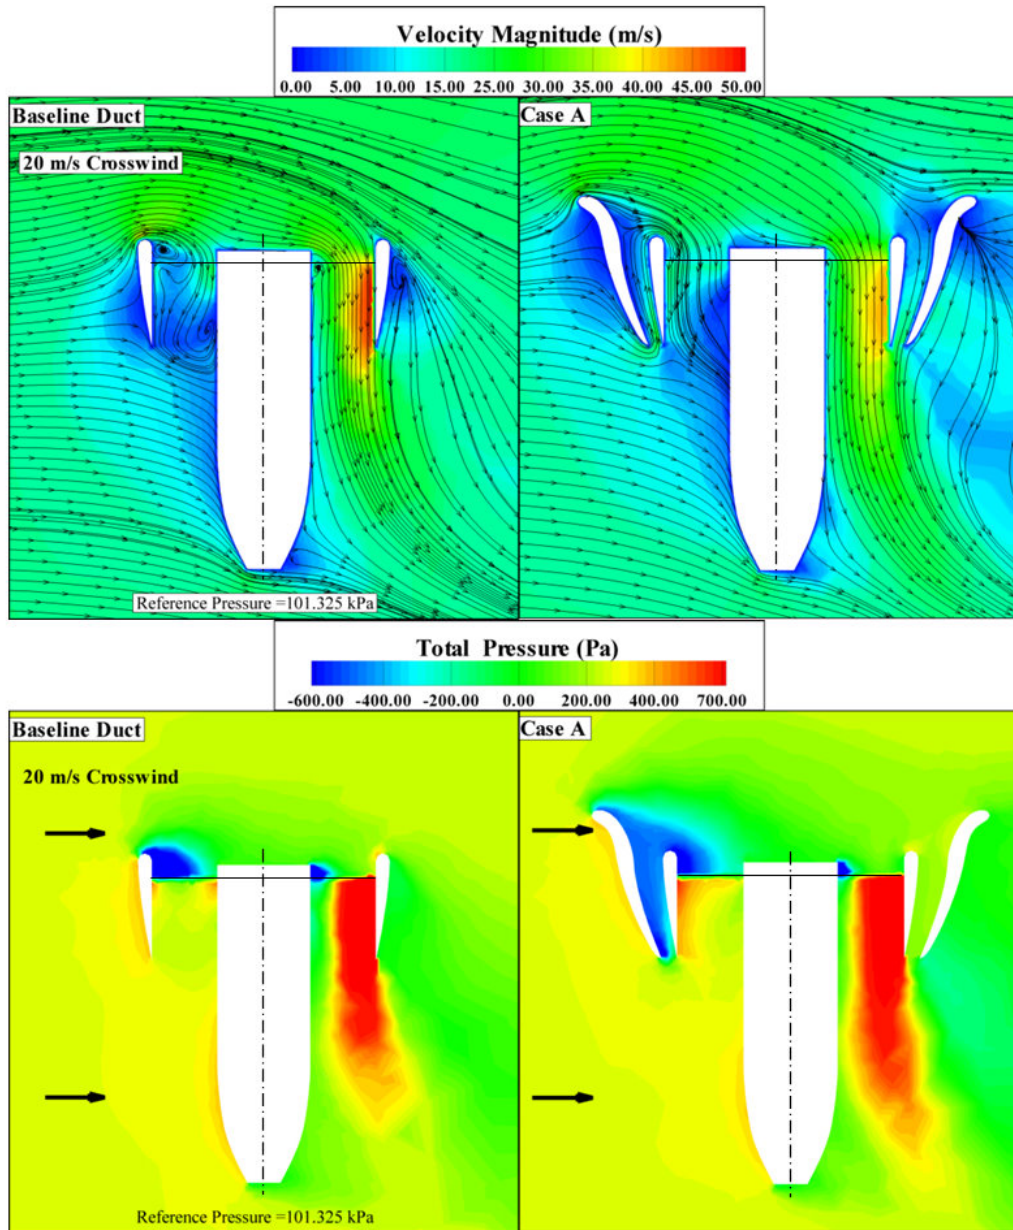 Velocity Magnitude (m/s)
0.00 5.00 10.00 15.00 25.00 30.00 35.00 45.00 50.00
Baseline Duct
Case A
20 m/s Crosswind
Reference Pressure =101.325 kPa
Total Pressure (Pa)
-600.00 -400.00 -200.00 0.00 200.00 400.00 700.00
Baseline Duct
Case A
20 m/s Crosswind
Reference Pressure =101.325 kPa